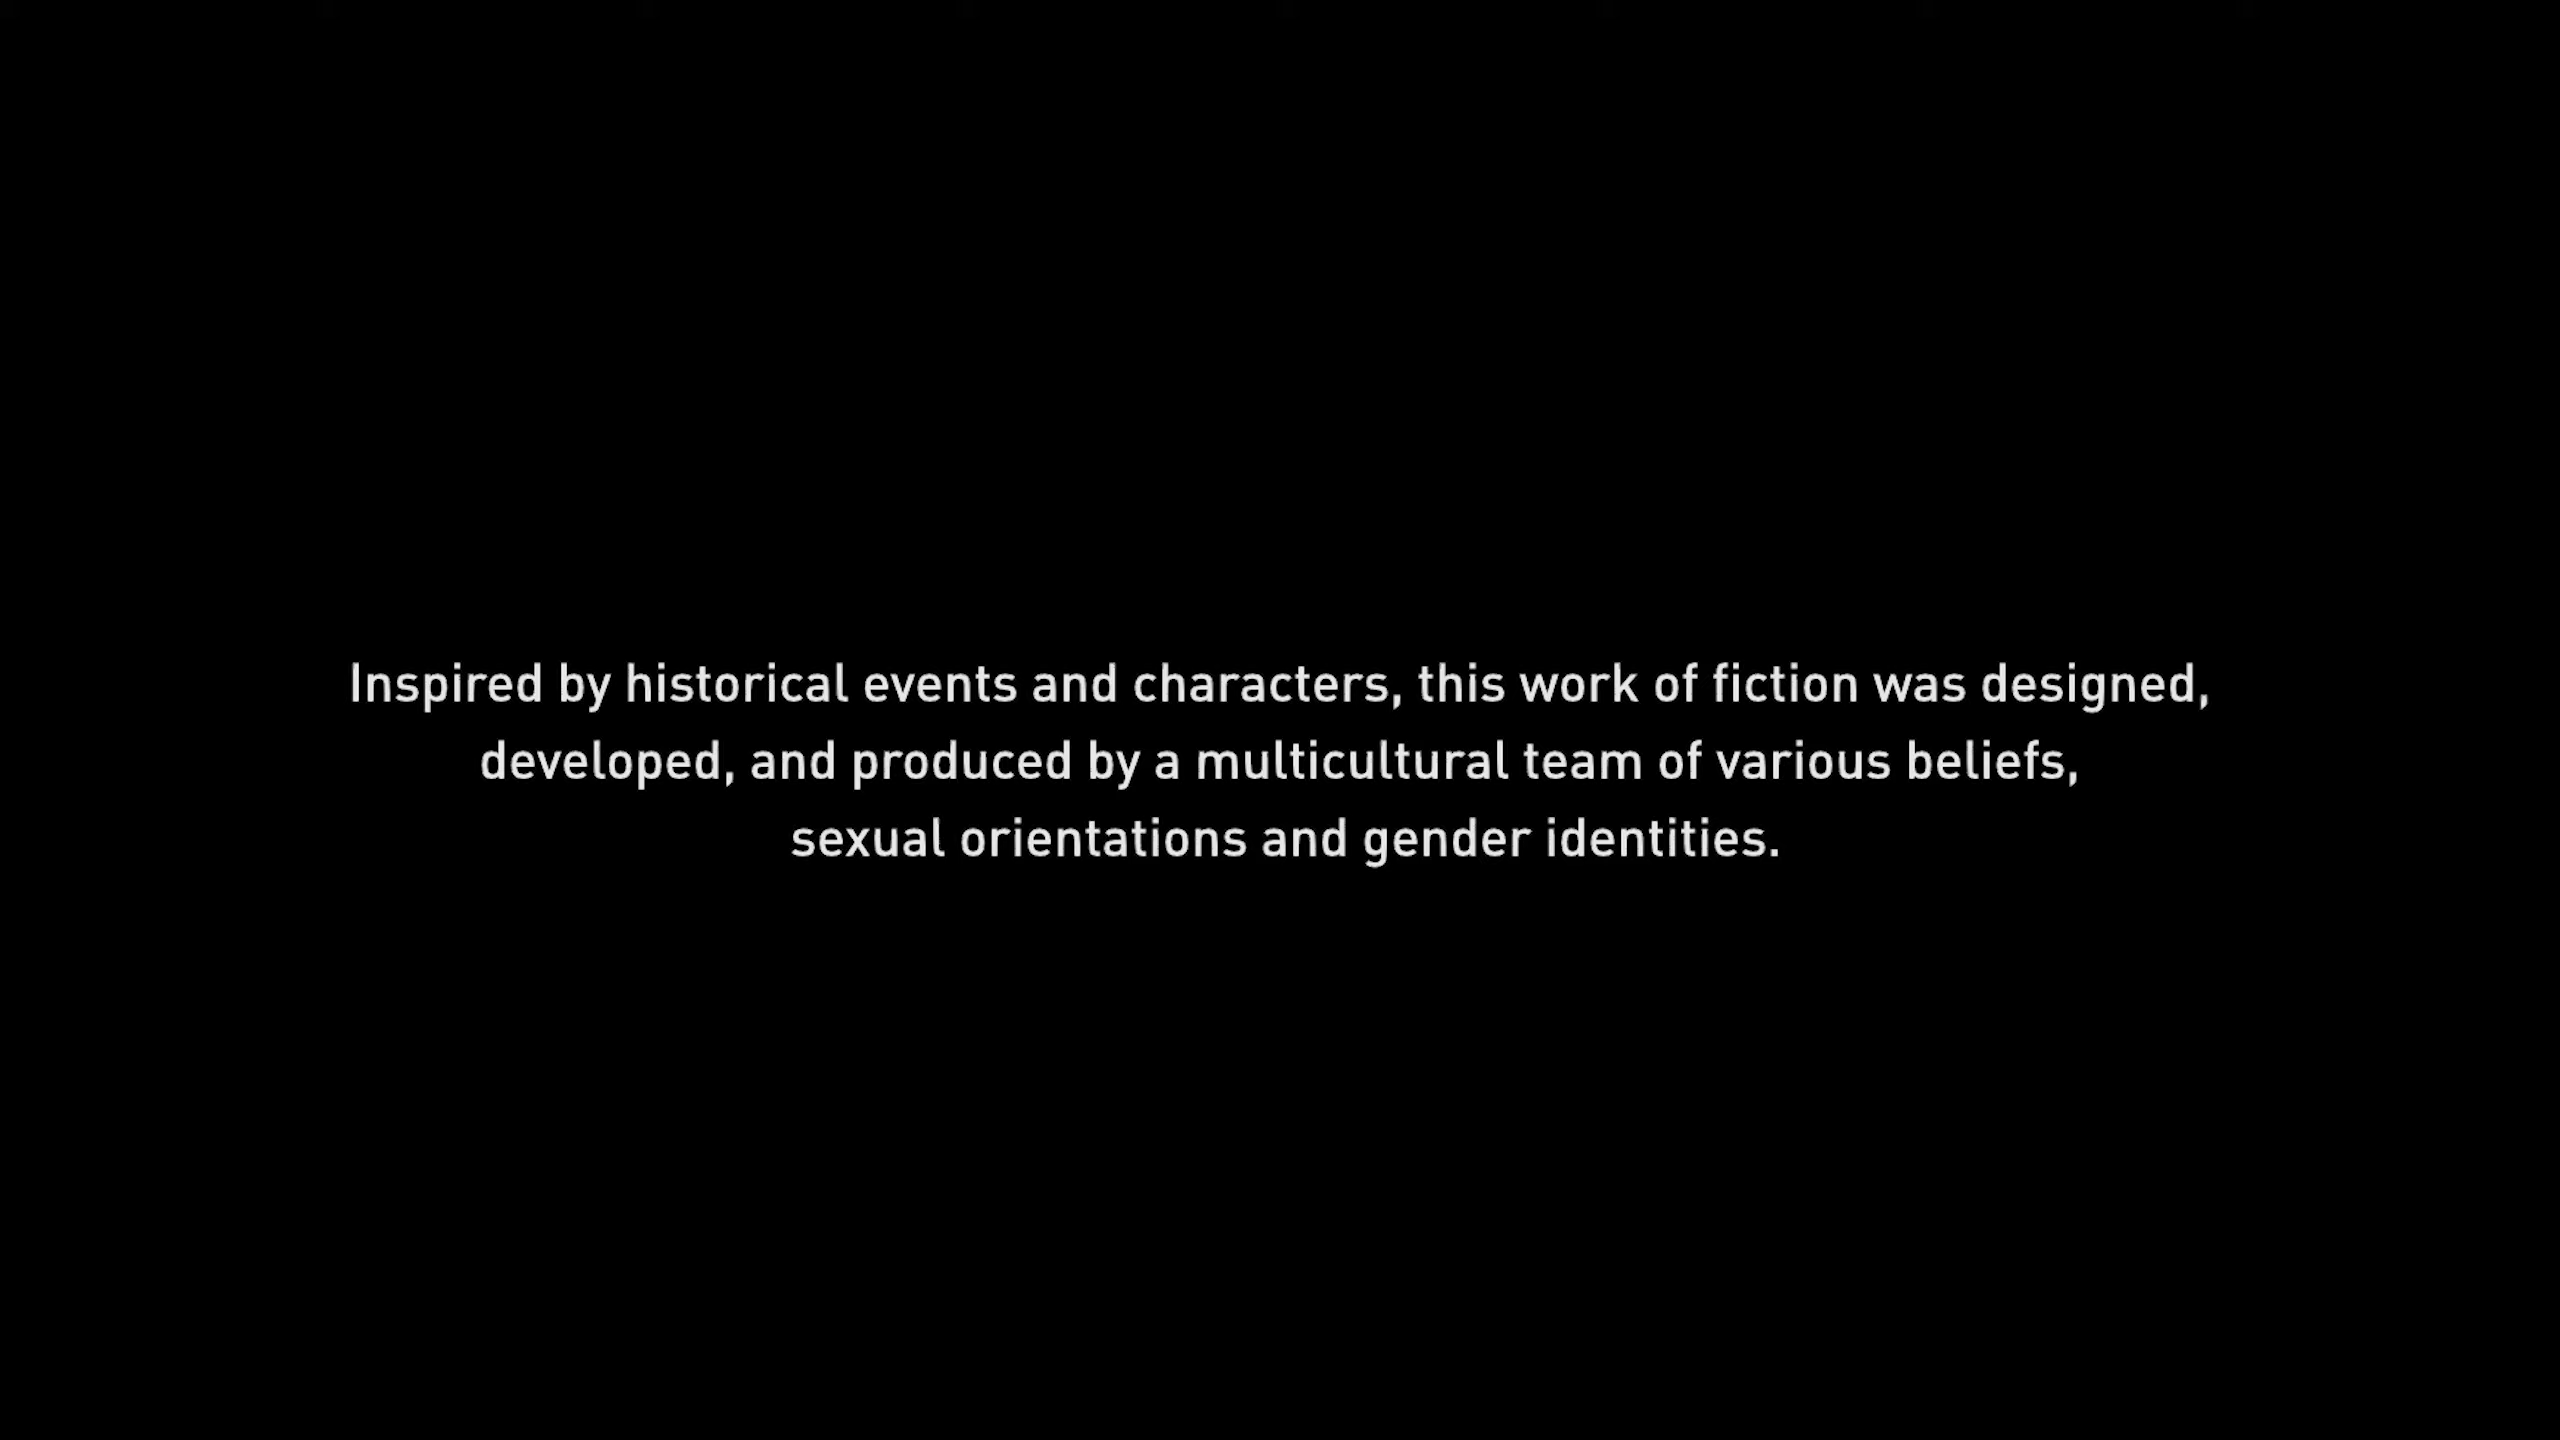 Inspired by historical events and characters, this work of fiction was designed,
developed, and produced by a multicultural team of various beliefs,
sexual orientations and gender identities.